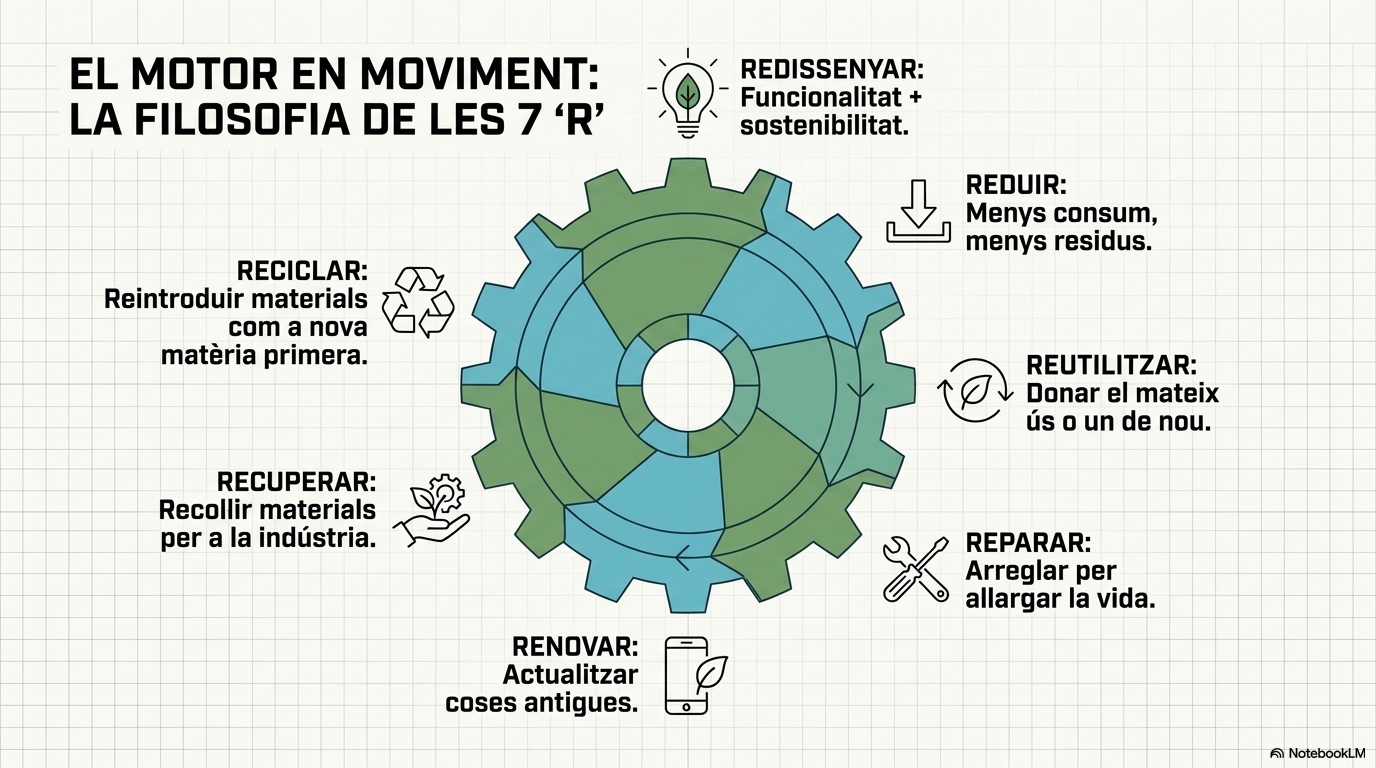 EL MOTOR EN MOVIMENT:
LA FILOSOFIA DE LES 7 ‘R’
REDISSENYAR:
Funcionalitat +
sostenibilitat.
REDUIR:
Menys consum,
menys residus.
REUTILITZAR:
Donar el mateix
ús o un de nou.
REPARAR:
Arreglar per
allargar la vida.
RENOVAR:
Actualitzar
coses antigues.
RECUPERAR:
Recollir materials
per a la indústria.
RECICLAR:
Reintroduir materials
com a nova
matèria primera.
NotebookLM